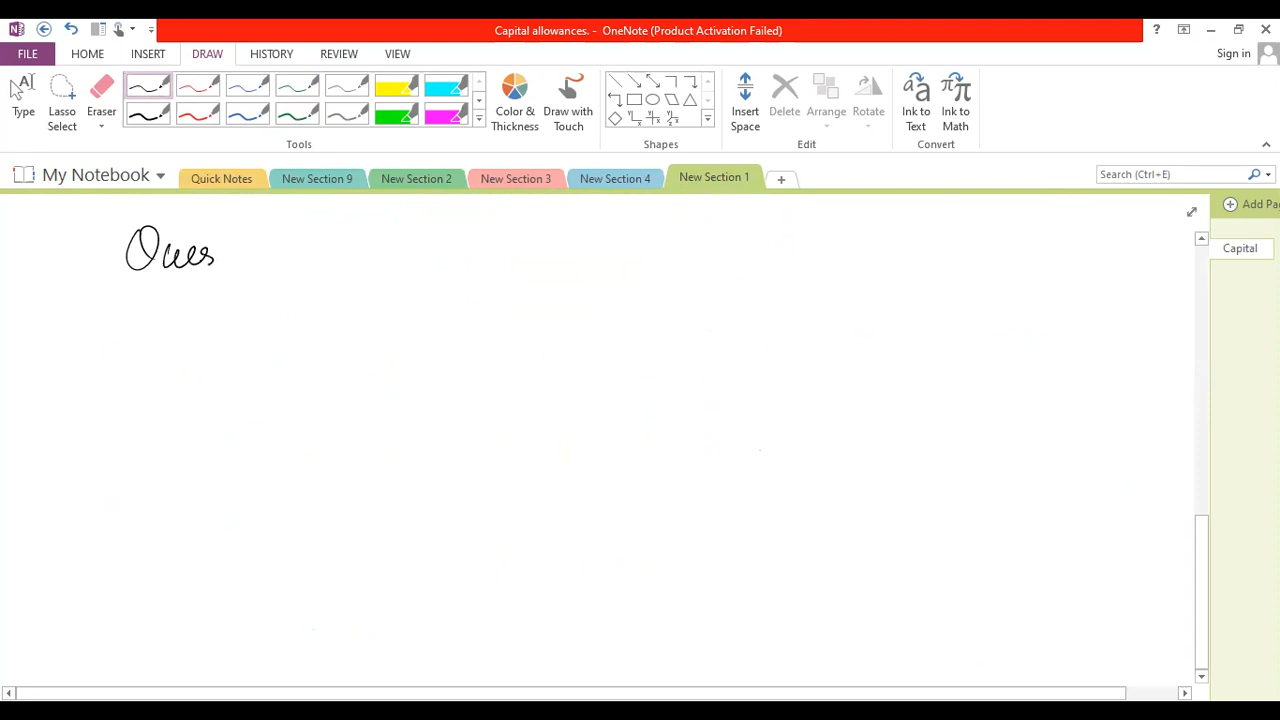 Capital allowances. - OneNote (Product Activation Failed)
?
FILE HOME INSERT DRAW HISTORY REVIEW VIEW
Sign in
Type
Lasso Select
Eraser
Color & Thickness
Draw with Touch
Insert Space
Delete
Arrange
Rotate
Ink to Text
Ink to Math
Tools
Shapes
Edit
Convert
My Notebook
Quick Notes
New Section 9
New Section 2
New Section 3
New Section 4
New Section 1
Search (Ctrl+E)
Add Pag
Capital
Ques